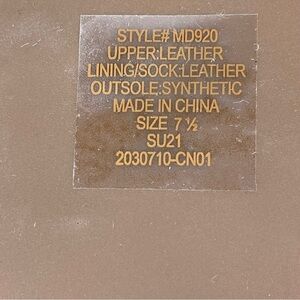 STYLE# MD920
UPPER:LEATHER
LINING/SOCK:LEATHER
OUTSOLE:SYNTHETIC
MADE IN CHINA
SIZE 7 ½
SU21
2030710-CN01